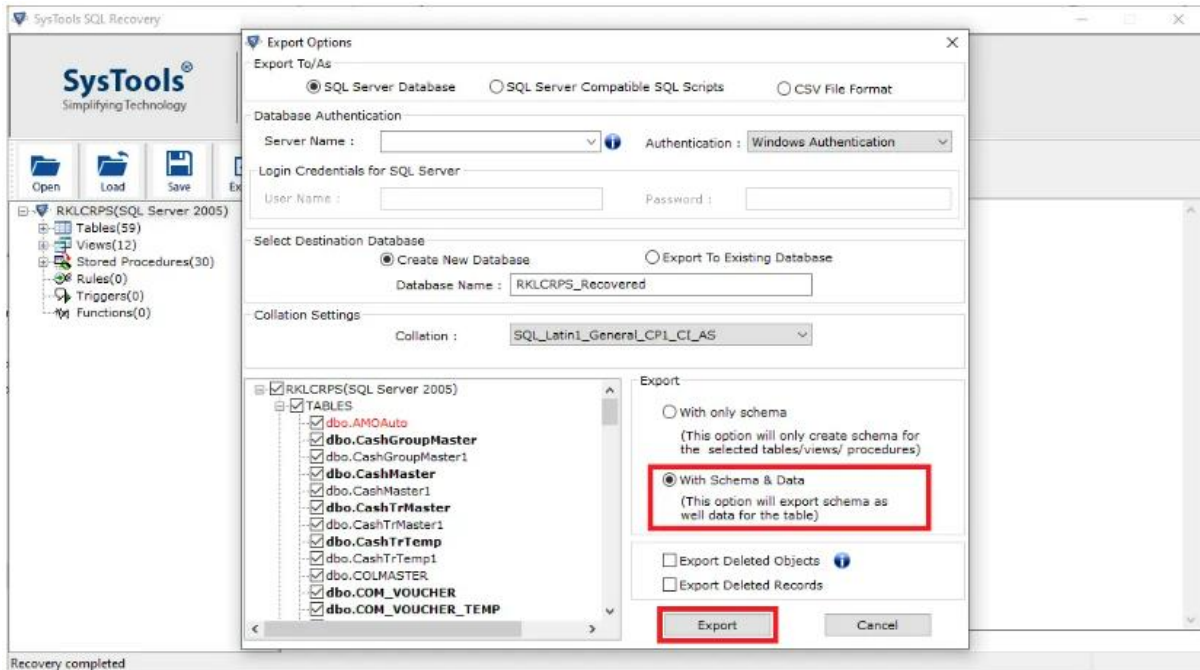 SysTools SQL Recovery
SysTools®
Simplifying Technology
Open Load Save Ex
RKLCRPS(SQL Server 2005)
Tables(59)
Views(12)
Stored Procedures(30)
Rules(0)
Triggers(0)
Functions(0)
Recovery completed
Export Options
Export To/As
SQL Server Database SQL Server Compatible SQL Scripts CSV File Format
Database Authentication
Server Name : Authentication : Windows Authentication
Login Credentials for SQL Server
User Name : Password :
Select Destination Database
Create New Database Export To Existing Database
Database Name : RKLCRPS_Recovered
Collation Settings
Collation : SQL_Latin1_General_CP1_CI_AS
RKLCRPS(SQL Server 2005)
TABLES
dbo.AMOAuto
dbo.CashGroupMaster
dbo.CashGroupMaster1
dbo.CashMaster
dbo.CashMaster1
dbo.CashTrMaster
dbo.CashTrMaster1
dbo.CashTrTemp
dbo.CashTrTemp1
dbo.COLMASTER
dbo.COM_VOUCHER
dbo.COM_VOUCHER_TEMP
Export
With only schema
(This option will only create schema for
the selected tables/views/ procedures)
With Schema & Data
(This option will export schema as
well data for the table)
Export Deleted Objects
Export Deleted Records
Export Cancel